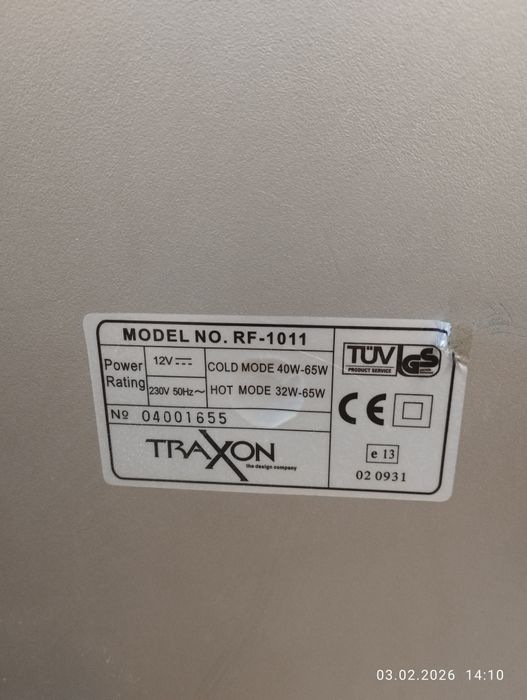 MODEL NO. RF-1011
Power Rating
12V
230V 50Hz~
COLD MODE 40W-65W
HOT MODE 32W-65W
№ 04001655
TRAXON
the design company
TÜV
PRODUCT SERVICE
GS
CE
e 13
02 0931
03.02.2026 14:10